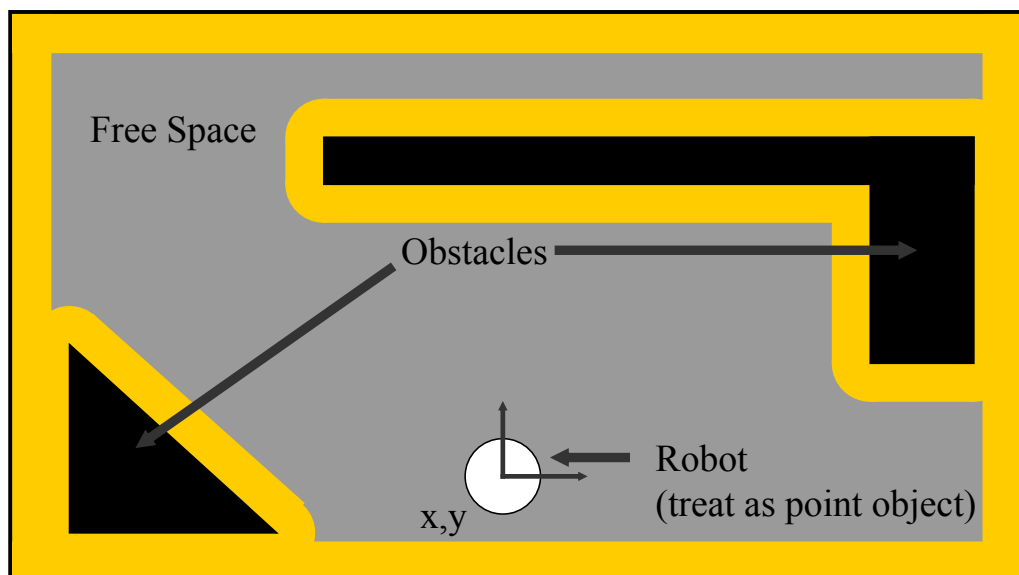 Free Space
Obstacles
Robot
(treat as point object)
x,y